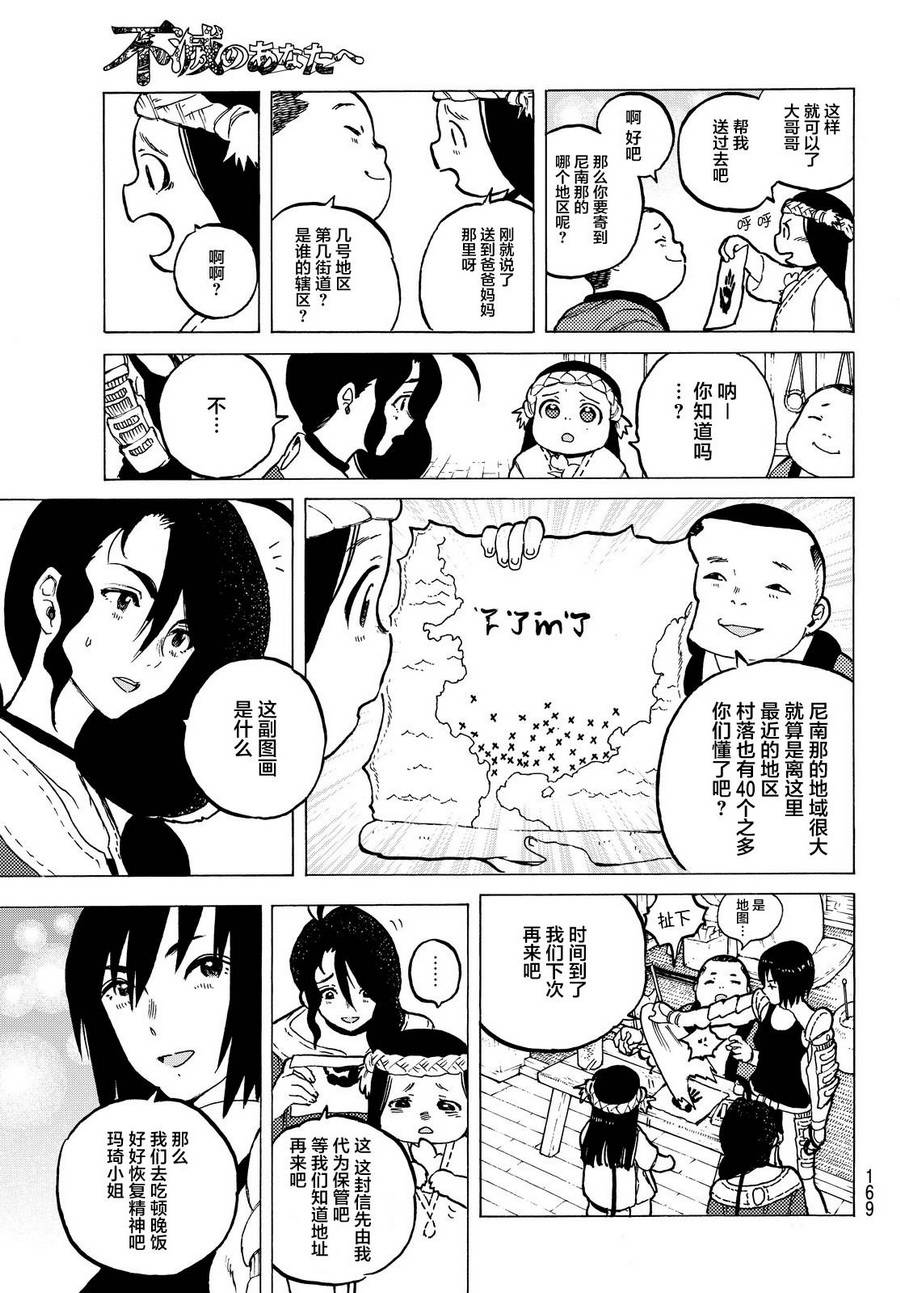 不滅のあなたへ
这样
就可以了
大哥哥
帮我
送过去吧
呼 呼
啊 好吧
那么你要寄到
尼南那的
哪个地区呢？
刚就说了
送到爸爸妈妈
那里呀
几号地区
第几街道？
是谁的辖区？
啊啊？
呐—
你知道吗
…？
不…
尼南那的地域很大
就算是离这里
最近的地区
村落也有40个之多
你们懂了吧？
这副图画
是什么
是
地图…
扯下
时间到了
我们下次
再来吧
……
这 这封信先由我
代为保管吧
等我们知道地址
再来吧
那么
我们去吃顿晚饭
好好恢复精神吧
玛琦小姐
169